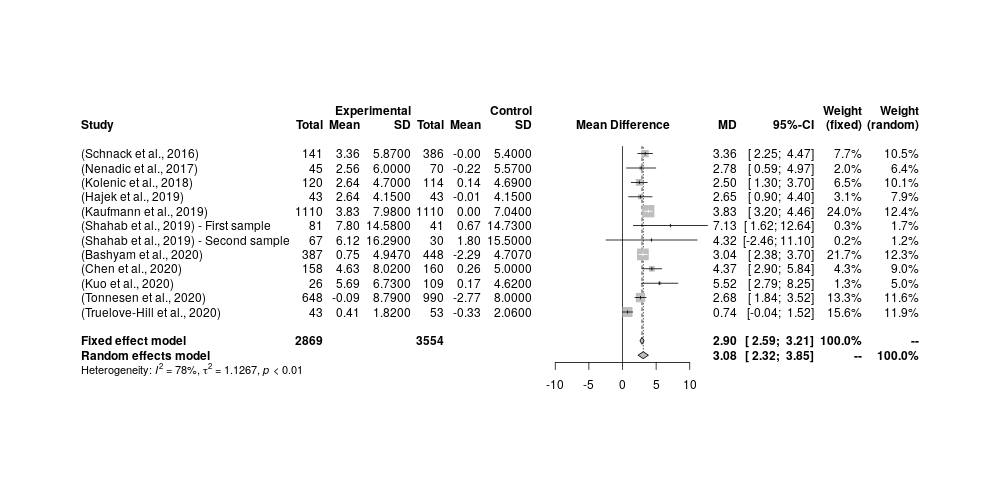 Experimental Control Weight Weight
Study Total Mean SD Total Mean SD Mean Difference MD 95%-CI (fixed) (random)
(Schnack et al., 2016) 141 3.36 5.8700 386 -0.00 5.4000 3.36 [ 2.25; 4.47] 7.7% 10.5%
(Nenadic et al., 2017) 45 2.56 6.0000 70 -0.22 5.5700 2.78 [ 0.59; 4.97] 2.0% 6.4%
(Kolenic et al., 2018) 120 2.64 4.7000 114 0.14 4.6900 2.50 [ 1.30; 3.70] 6.5% 10.1%
(Hajek et al., 2019) 43 2.64 4.1500 43 -0.01 4.1500 2.65 [ 0.90; 4.40] 3.1% 7.9%
(Kaufmann et al., 2019) 1110 3.83 7.9800 1110 0.00 7.0400 3.83 [ 3.20; 4.46] 24.0% 12.4%
(Shahab et al., 2019) - First sample 81 7.80 14.5800 41 0.67 14.7300 7.13 [ 1.62; 12.64] 0.3% 1.7%
(Shahab et al., 2019) - Second sample 67 6.12 16.2900 30 1.80 15.5000 4.32 [-2.46; 11.10] 0.2% 1.2%
(Bashyam et al., 2020) 387 0.75 4.9470 448 -2.29 4.7070 3.04 [ 2.38; 3.70] 21.7% 12.3%
(Chen et al., 2020) 158 4.63 8.0200 160 0.26 5.0000 4.37 [ 2.90; 5.84] 4.3% 9.0%
(Kuo et al., 2020) 26 5.69 6.7300 109 0.17 4.6200 5.52 [ 2.79; 8.25] 1.3% 5.0%
(Tonnesen et al., 2020) 648 -0.09 8.7900 990 -2.77 8.0000 2.68 [ 1.84; 3.52] 13.3% 11.6%
(Truelove-Hill et al., 2020) 43 0.41 1.8200 53 -0.33 2.0600 0.74 [-0.04; 1.52] 15.6% 11.9%
Fixed effect model 2869 3554 2.90 [ 2.59; 3.21] 100.0% --
Random effects model 3.08 [ 2.32; 3.85] -- 100.0%
Heterogeneity: I² = 78%, τ² = 1.1267, p < 0.01
-10 -5 0 5 10